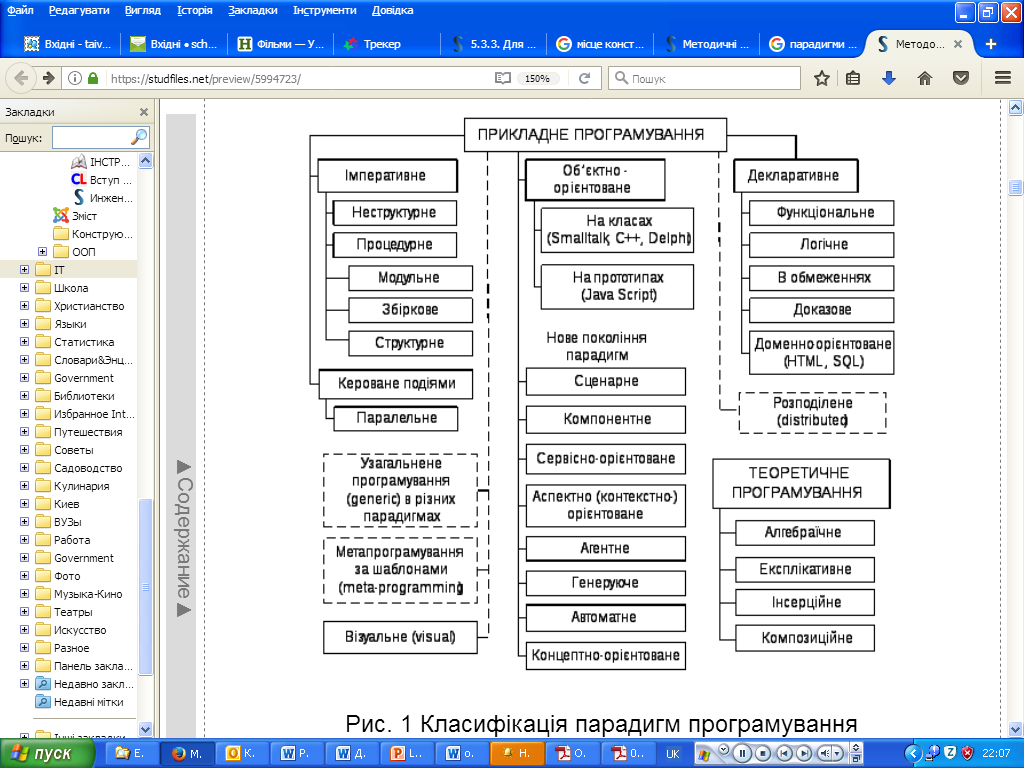 Файл Редагувати Вигляд Історія Закладки Інструменти Довідка
Вхідні - taiv... Вхідні • sch... Фільми — У... Трекер 5.3.3. Для ... місце конст... Методичні ... парадигми ... Методо...
https://studfiles.net/preview/5994723/ 150% Пошук
Закладки
Пошук:
ІНСТР...
Вступ ...
Инжен...
Зміст
Конструю...
ООП
IT
Школа
Христианство
Языки
Статистика
Словари&Энц...
Government
Библиотеки
Избранное Int...
Путешествия
Советы
Садоводство
Кулинария
Киев
ВУЗы
Работа
Government
Фото
Музыка-Кино
Театры
Искусство
Разное
Панель закла...
Недавно закл...
Недавні мітки
Інші закладки
Содержание
ПРИКЛАДНЕ ПРОГРАМУВАННЯ
Імперативне
Неструктурне
Процедурне
Модульне
Збіркове
Структурне
Кероване подіями
Паралельне
Узагальнене
програмування
(generic) в різних
парадигмах
Метапрограмування
за шаблонами
(meta-programming)
Візуальне (visual)
Об'єктно -
орієнтоване
На класах
(Smalltalk, C++, Delphi)
На прототипах
(Java Script)
Нове покоління
парадигм
Сценарне
Компонентне
Сервісно-орієнтоване
Аспектно (контекстно-)
орієнтоване
Агентне
Генеруюче
Автоматне
Концептно-орієнтоване
Декларативне
Функціональне
Логічне
В обмеженнях
Доказове
Доменно-орієнтоване
(HTML, SQL)
Розподілене
(distributed)
ТЕОРЕТИЧНЕ
ПРОГРАМУВАННЯ
Алгебраїчне
Експлікативне
Інсерційне
Композиційне
Рис. 1 Класифікація парадигм програмування
пуск Е. М. К. Р... Д. L... о. Н. О. 0... UK 22:07